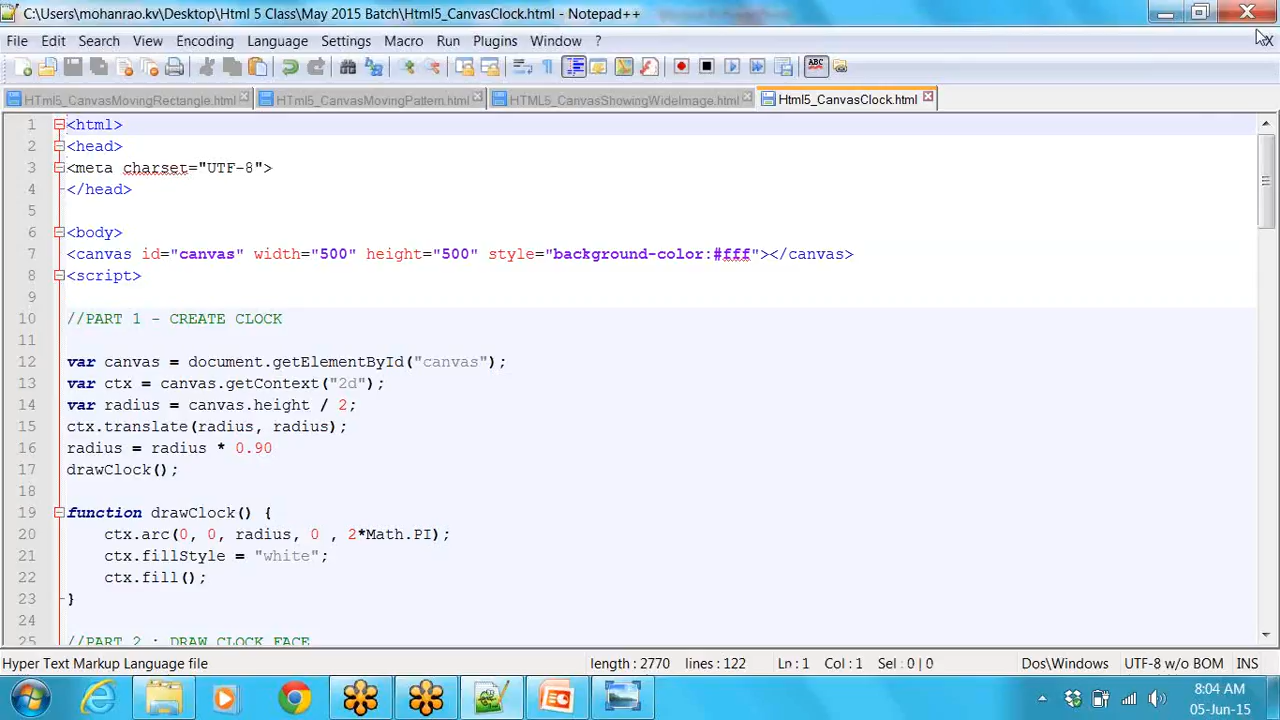 C:\Users\mohanrao.kv\Desktop\Html 5 Class\May 2015 Batch\Html5_CanvasClock.html - Notepad++
File Edit Search View Encoding Language Settings Macro Run Plugins Window ? X
ABC
HTml5_CanvasMovingRectangle.html HTml5_CanvasMovingPattern.html HTML5_CanvasShowingWideImage.html Html5_CanvasClock.html
1 <html>
2 <head>
3 <meta charset="UTF-8">
4 </head>
5
6 <body>
7 <canvas id="canvas" width="500" height="500" style="background-color:#fff"></canvas>
8 <script>
9
10 //PART 1 - CREATE CLOCK
11
12 var canvas = document.getElementById("canvas");
13 var ctx = canvas.getContext("2d");
14 var radius = canvas.height / 2;
15 ctx.translate(radius, radius);
16 radius = radius * 0.90
17 drawClock();
18
19 function drawClock() {
20 ctx.arc(0, 0, radius, 0 , 2*Math.PI);
21 ctx.fillStyle = "white";
22 ctx.fill();
23 }
24
25 //PART 2 : DRAW CLOCK FACE
Hyper Text Markup Language file length : 2770 lines : 122 Ln : 1 Col : 1 Sel : 0 | 0 Dos\Windows UTF-8 w/o BOM INS
8:04 AM
05-Jun-15